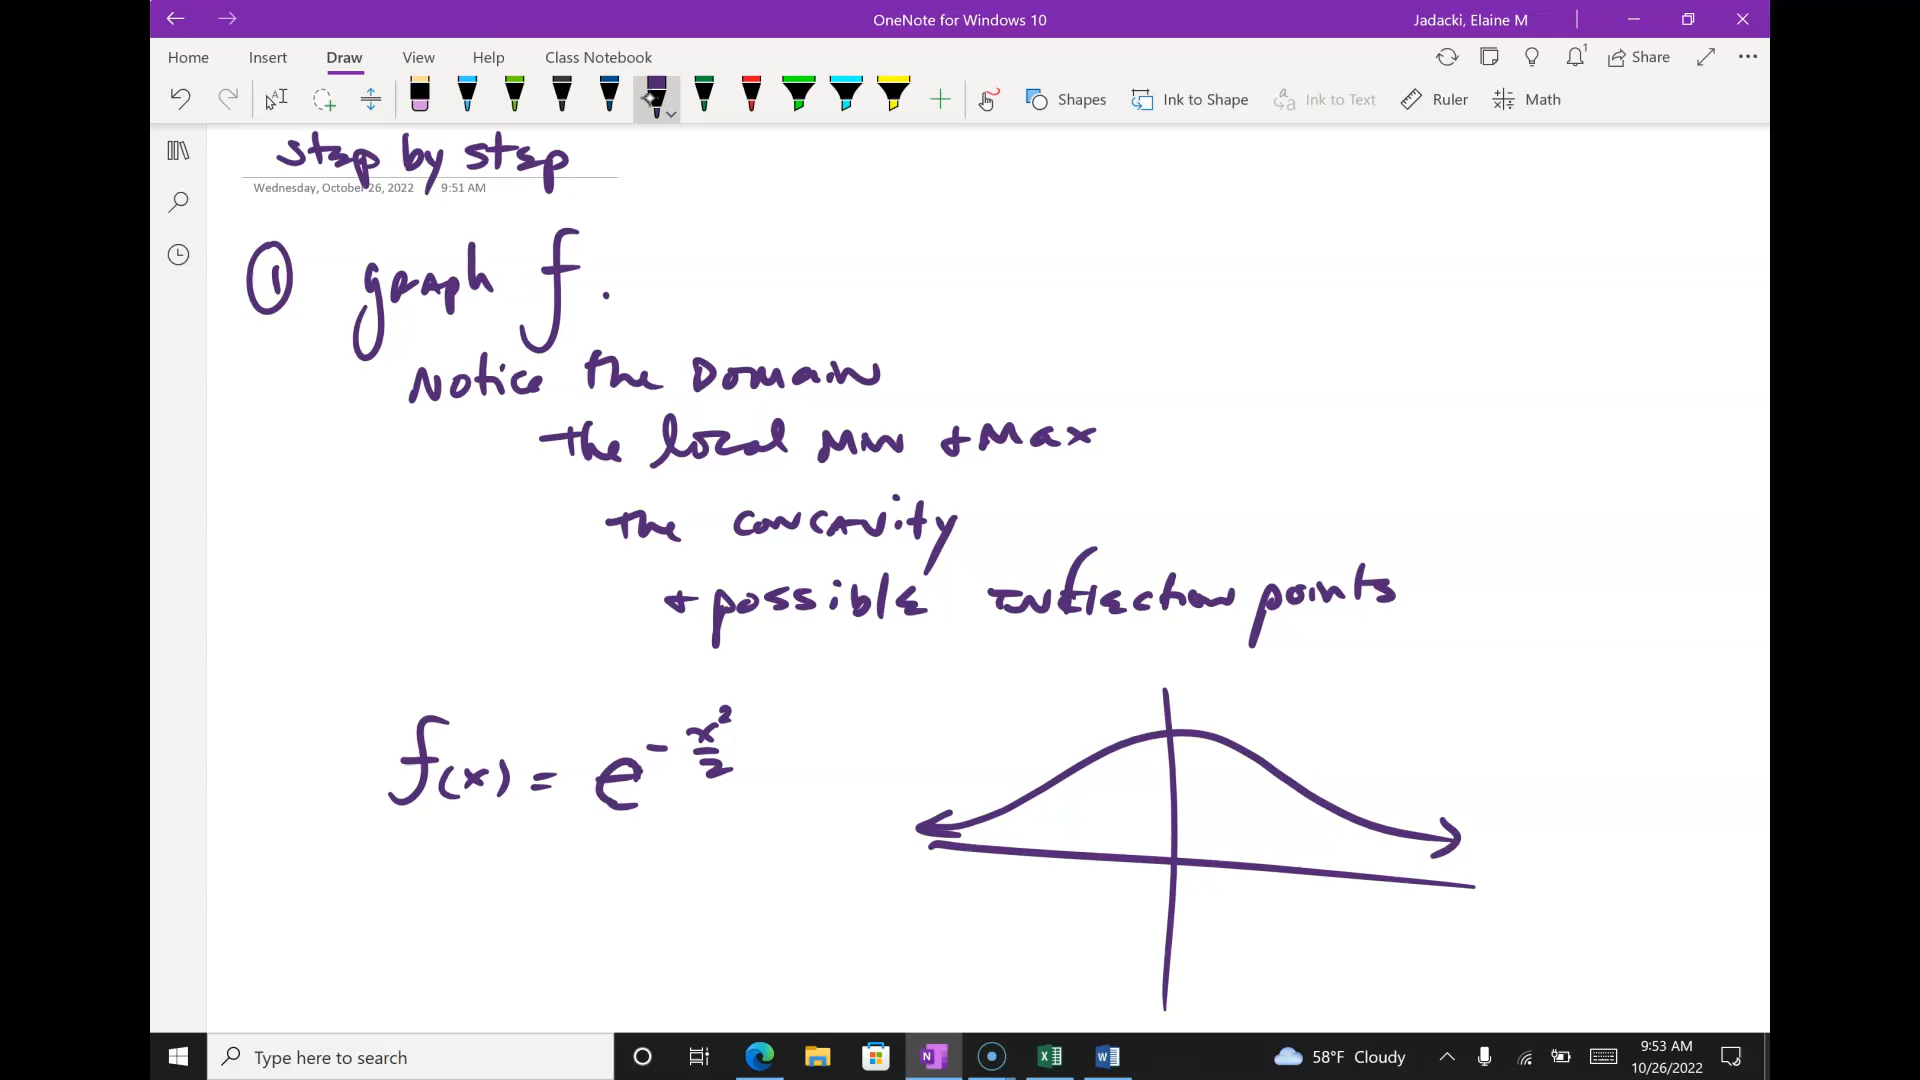 OneNote for Windows 10
Jadacki, Elaine M
Home Insert Draw View Help Class Notebook
1 Share
Shapes Ink to Shape Ink to Text Ruler Math
step by step
Wednesday, October 26, 2022 9:51 AM
① graph f.
Notice the Domain
the local min + max
the concavity
+ possible inflection points
f(x) = e^{-x²/2}
Type here to search
58°F Cloudy
9:53 AM
10/26/2022